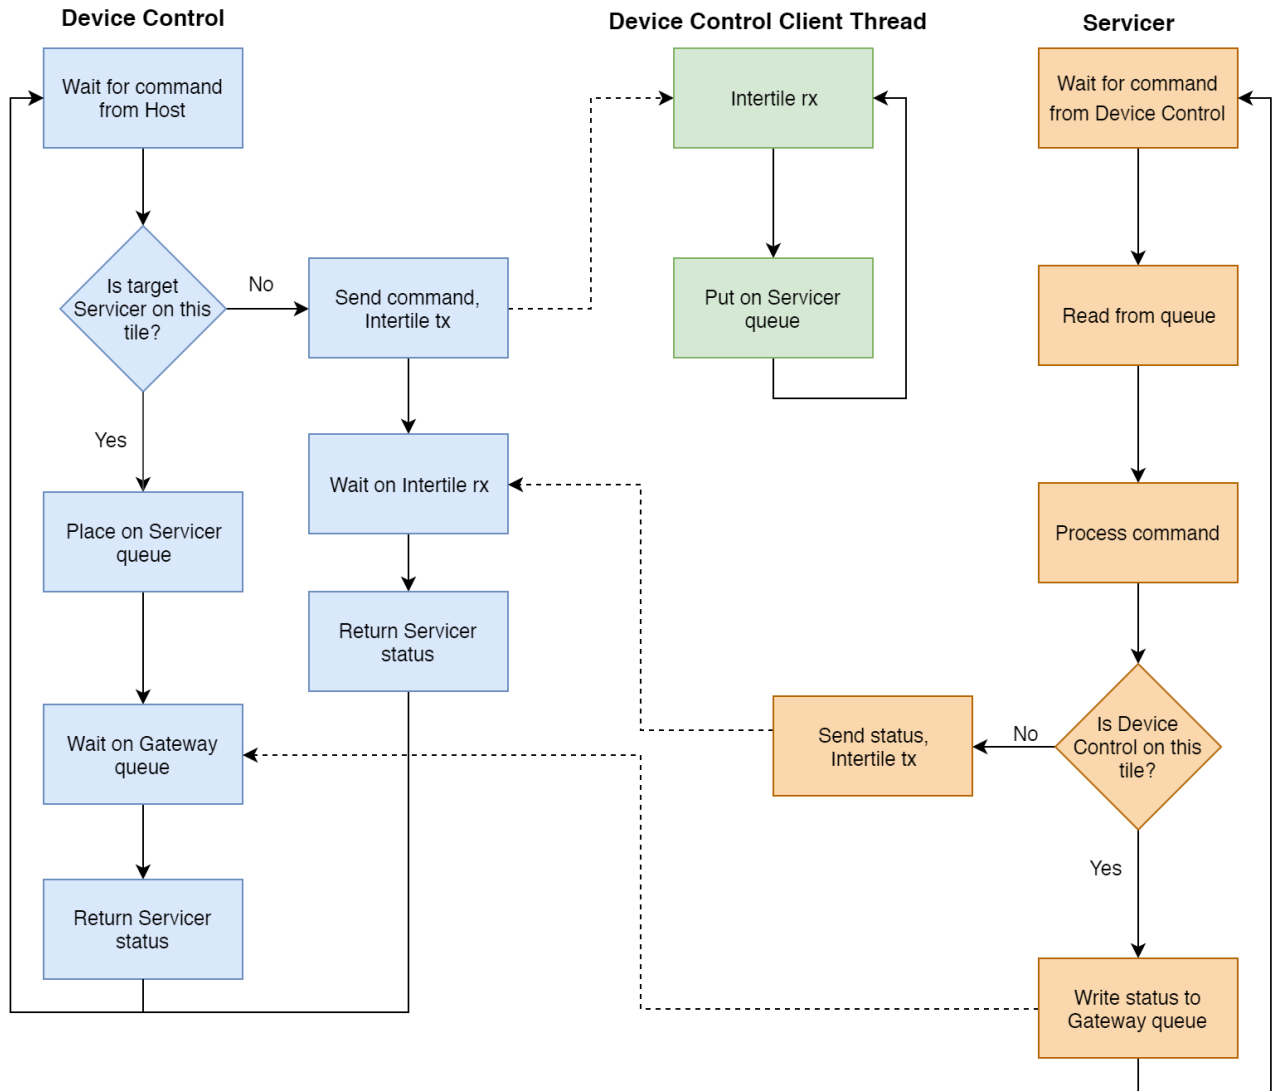 Device Control
Wait for command
from Host
Is target
Servicer on this
tile?
No
Yes
Send command,
Intertile tx
Wait on Intertile rx
Return Servicer
status
Place on Servicer
queue
Wait on Gateway
queue
Return Servicer
status
Device Control Client Thread
Intertile rx
Put on Servicer
queue
Servicer
Wait for command
from Device Control
Read from queue
Process command
Is Device
Control on this
tile?
No
Send status,
Intertile tx
Yes
Write status to
Gateway queue